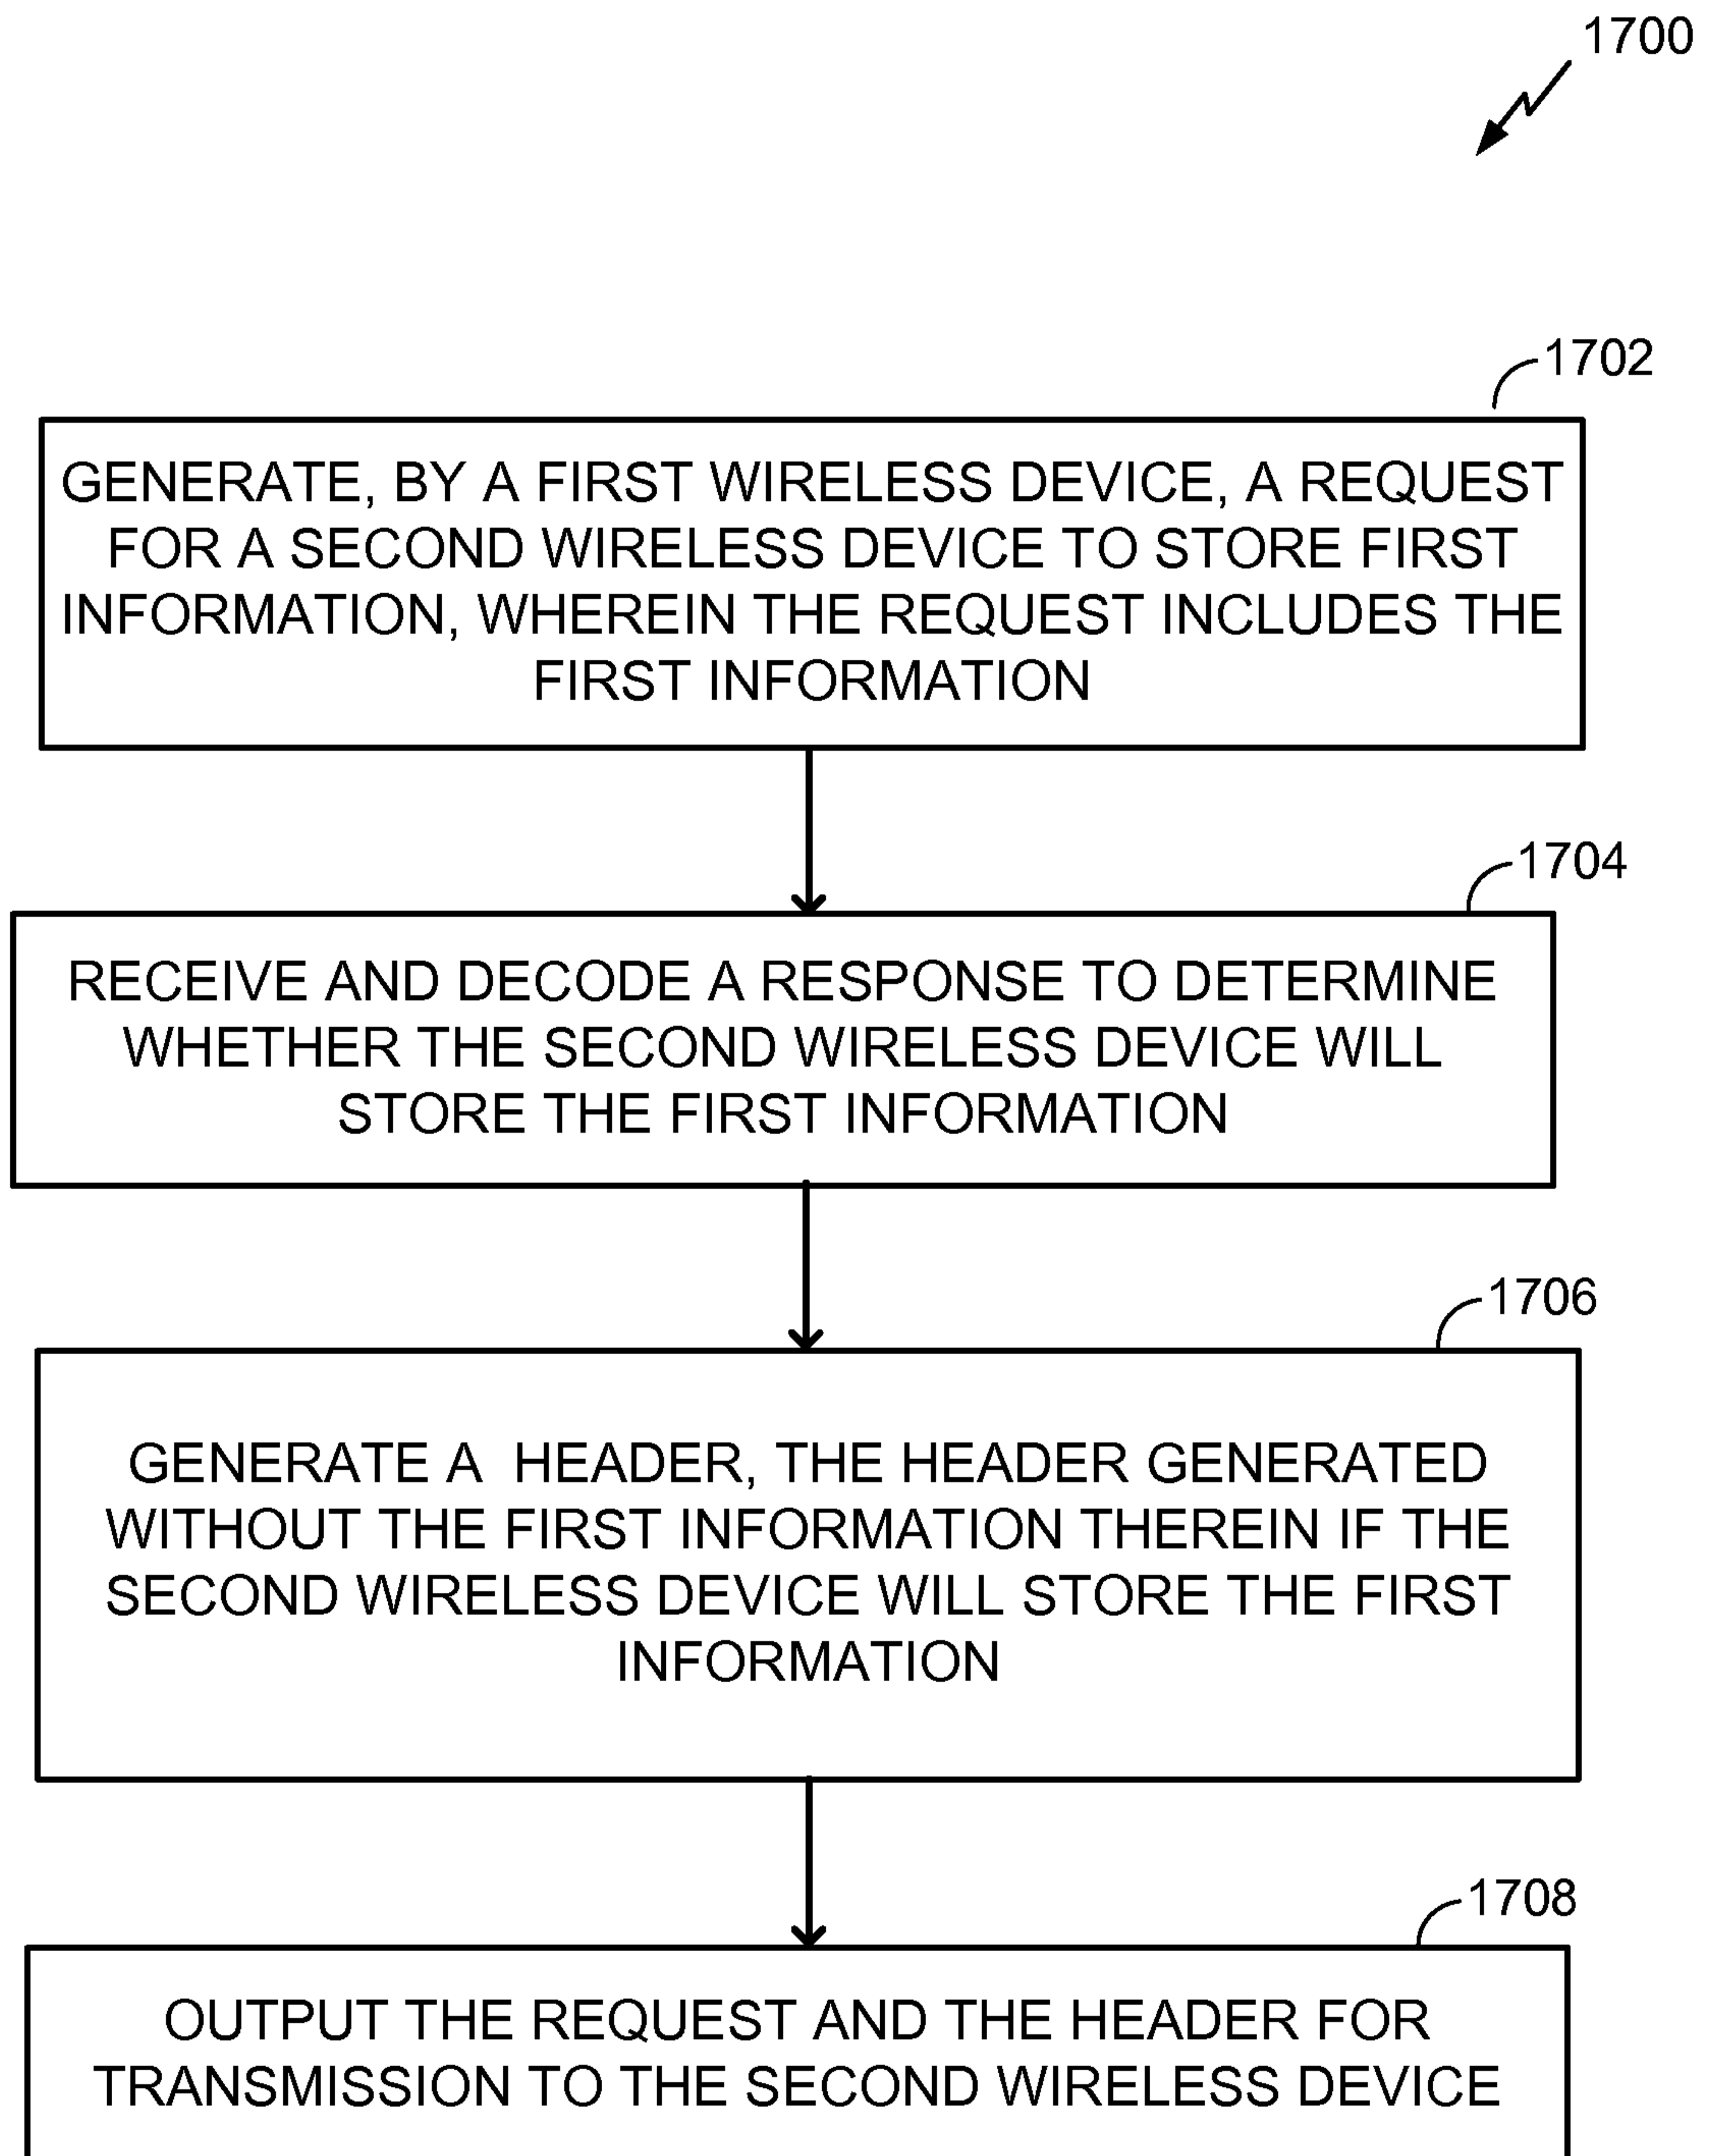 1700
1702
GENERATE, BY A FIRST WIRELESS DEVICE, A REQUEST
FOR A SECOND WIRELESS DEVICE TO STORE FIRST
INFORMATION, WHEREIN THE REQUEST INCLUDES THE
FIRST INFORMATION
1704
RECEIVE AND DECODE A RESPONSE TO DETERMINE
WHETHER THE SECOND WIRELESS DEVICE WILL
STORE THE FIRST INFORMATION
1706
GENERATE A HEADER, THE HEADER GENERATED
WITHOUT THE FIRST INFORMATION THEREIN IF THE
SECOND WIRELESS DEVICE WILL STORE THE FIRST
INFORMATION
1708
OUTPUT THE REQUEST AND THE HEADER FOR
TRANSMISSION TO THE SECOND WIRELESS DEVICE